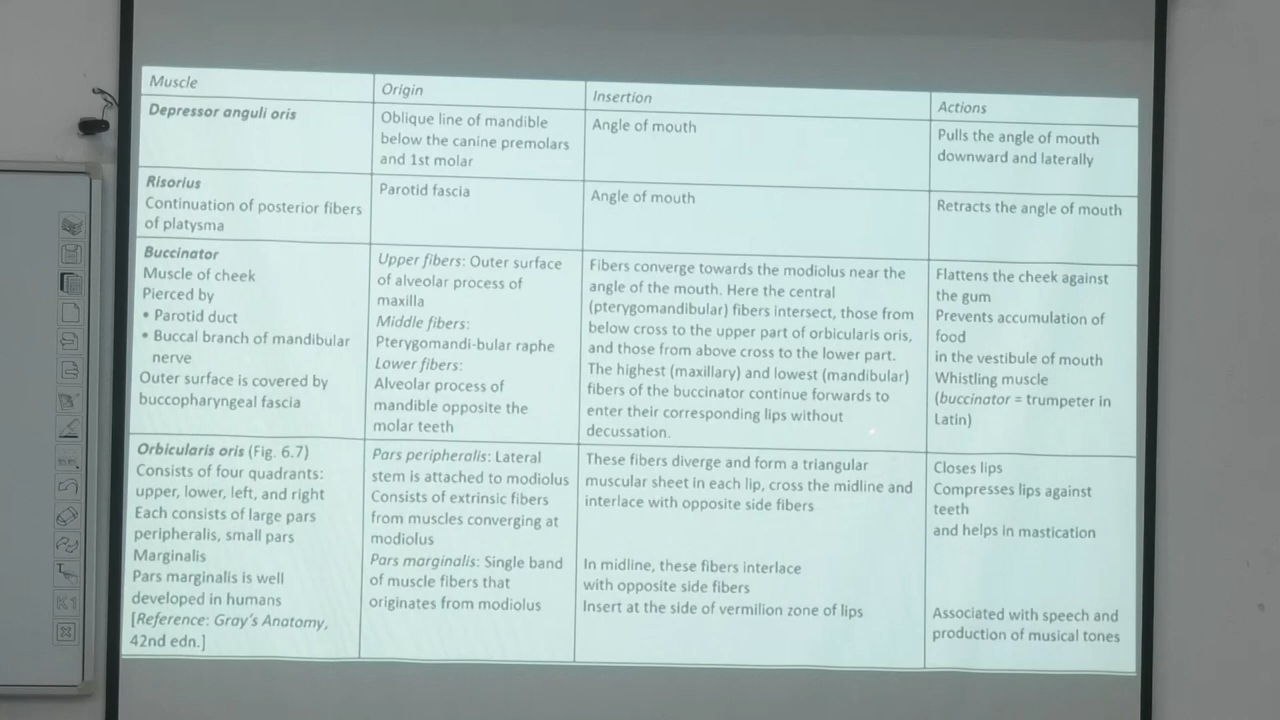 Muscle
Origin
Insertion
Actions
Depressor anguli oris
Oblique line of mandible
below the canine premolars
and 1st molar
Angle of mouth
Pulls the angle of mouth
downward and laterally
Risorius
Continuation of posterior fibers
of platysma
Parotid fascia
Angle of mouth
Retracts the angle of mouth
Buccinator
Muscle of cheek
Pierced by
• Parotid duct
• Buccal branch of mandibular
nerve
Outer surface is covered by
buccopharyngeal fascia
Upper fibers: Outer surface
of alveolar process of
maxilla
Middle fibers:
Pterygomandi-bular raphe
Lower fibers:
Alveolar process of
mandible opposite the
molar teeth
Fibers converge towards the modiolus near the
angle of the mouth. Here the central
(pterygomandibular) fibers intersect, those from
below cross to the upper part of orbicularis oris,
and those from above cross to the lower part.
The highest (maxillary) and lowest (mandibular)
fibers of the buccinator continue forwards to
enter their corresponding lips without
decussation.
Flattens the cheek against
the gum
Prevents accumulation of
food
in the vestibule of mouth
Whistling muscle
(buccinator = trumpeter in
Latin)
Orbicularis oris (Fig. 6.7)
Consists of four quadrants:
upper, lower, left, and right
Each consists of large pars
peripheralis, small pars
Marginalis
Pars marginalis is well
developed in humans
[Reference: Gray's Anatomy,
42nd edn.]
Pars peripheralis: Lateral
stem is attached to modiolus
Consists of extrinsic fibers
from muscles converging at
modiolus
Pars marginalis: Single band
of muscle fibers that
originates from modiolus
These fibers diverge and form a triangular
muscular sheet in each lip, cross the midline and
interlace with opposite side fibers
In midline, these fibers interlace
with opposite side fibers
Insert at the side of vermilion zone of lips
Closes lips
Compresses lips against
teeth
and helps in mastication
Associated with speech and
production of musical tones
K1